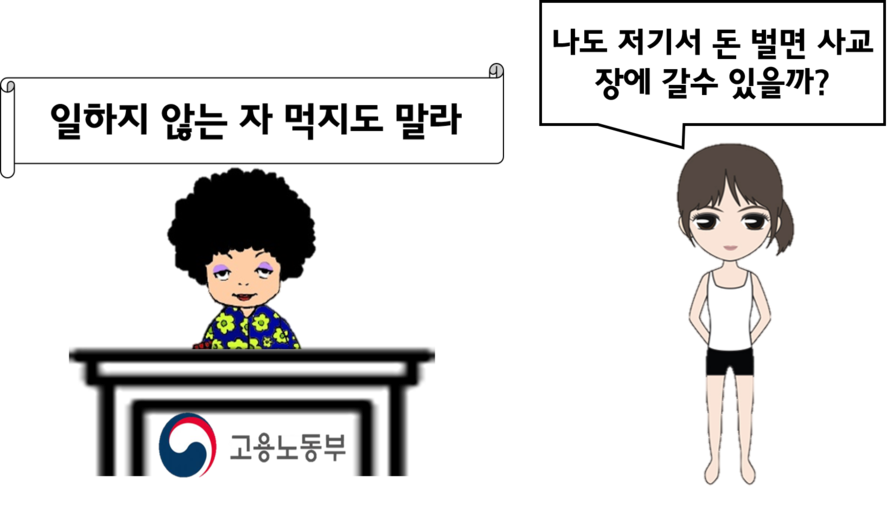 나도 저기서 돈 벌면 사교
장에 갈수 있을까?
일하지 않는 자 먹지도 말라
고용노동부